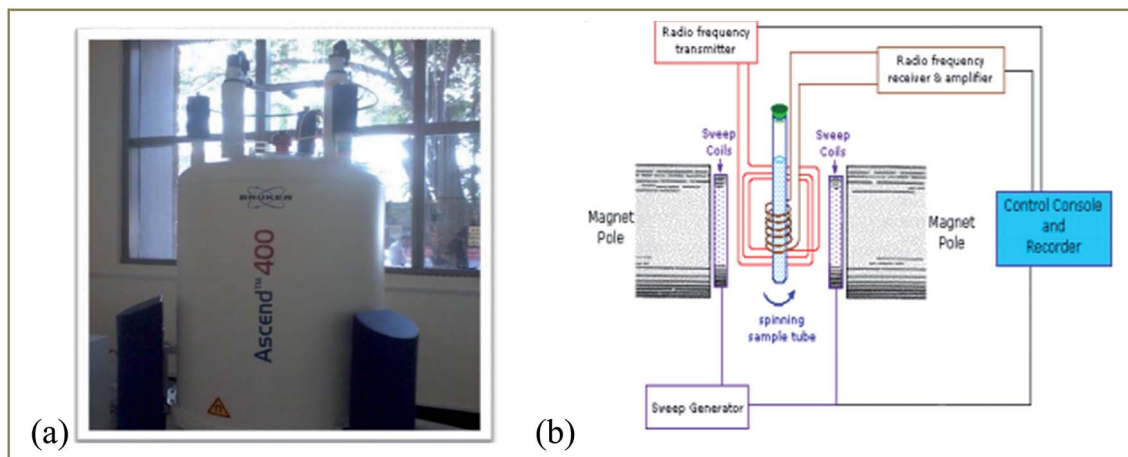 BRUKER
Ascend™ 400
(a)
Radio frequency
transmitter
Radio frequency
receiver & amplifier
Sweep
Coils
Sweep
Coils
Magnet
Pole
Magnet
Pole
Control Console
and
Recorder
spinning
sample tube
Sweep Generator
(b)